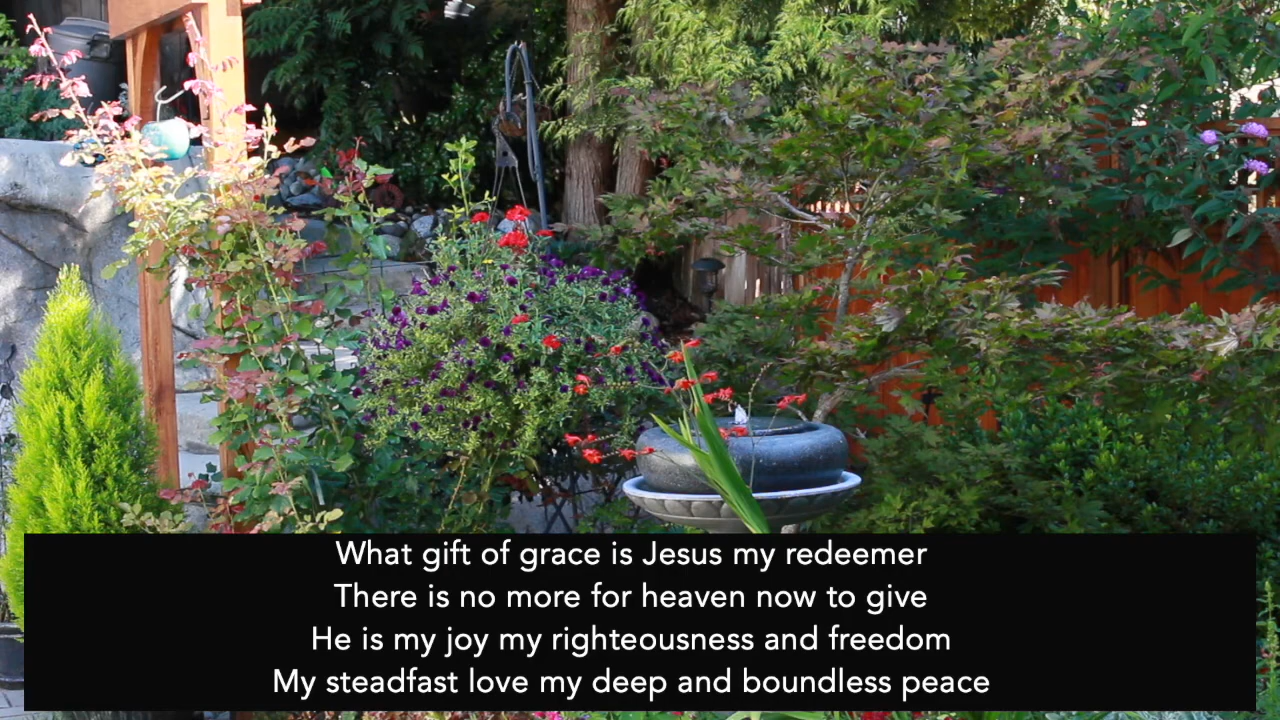 What gift of grace is Jesus my redeemer
There is no more for heaven now to give
He is my joy my righteousness and freedom
My steadfast love my deep and boundless peace